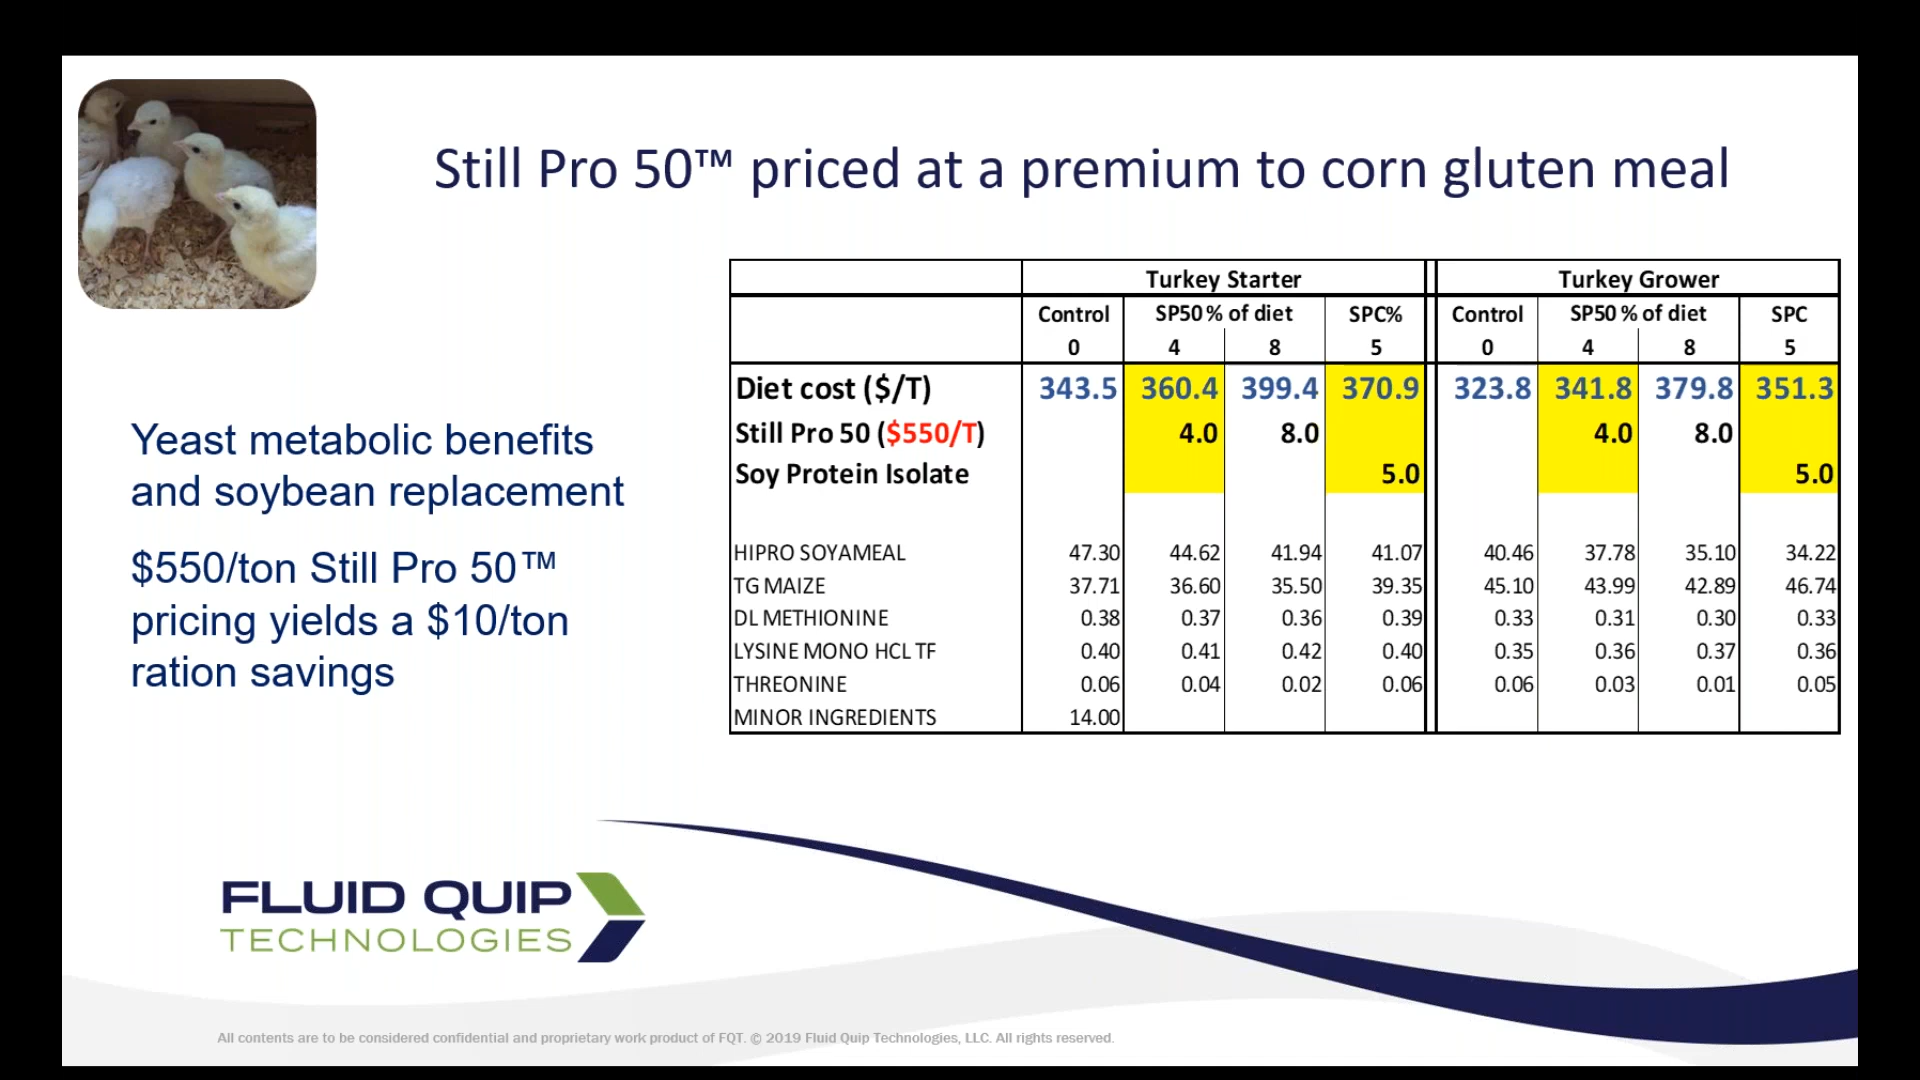 Still Pro 50™ priced at a premium to corn gluten meal
Yeast metabolic benefits
and soybean replacement
$550/ton Still Pro 50™
pricing yields a $10/ton
ration savings
Turkey Starter Turkey Grower
Control SP50 % of diet SPC% Control SP50 % of diet SPC
0 4 8 5 0 4 8 5
Diet cost ($/T) 343.5 360.4 399.4 370.9 323.8 341.8 379.8 351.3
Still Pro 50 ($550/T) 4.0 8.0 4.0 8.0
Soy Protein Isolate 5.0 5.0
HIPRO SOYAMEAL 47.30 44.62 41.94 41.07 40.46 37.78 35.10 34.22
TG MAIZE 37.71 36.60 35.50 39.35 45.10 43.99 42.89 46.74
DL METHIONINE 0.38 0.37 0.36 0.39 0.33 0.31 0.30 0.33
LYSINE MONO HCL TF 0.40 0.41 0.42 0.40 0.35 0.36 0.37 0.36
THREONINE 0.06 0.04 0.02 0.06 0.06 0.03 0.01 0.05
MINOR INGREDIENTS 14.00
FLUID QUIP
TECHNOLOGIES
All contents are to be considered confidential and proprietary work product of FQT. © 2019 Fluid Quip Technologies, LLC. All rights reserved.